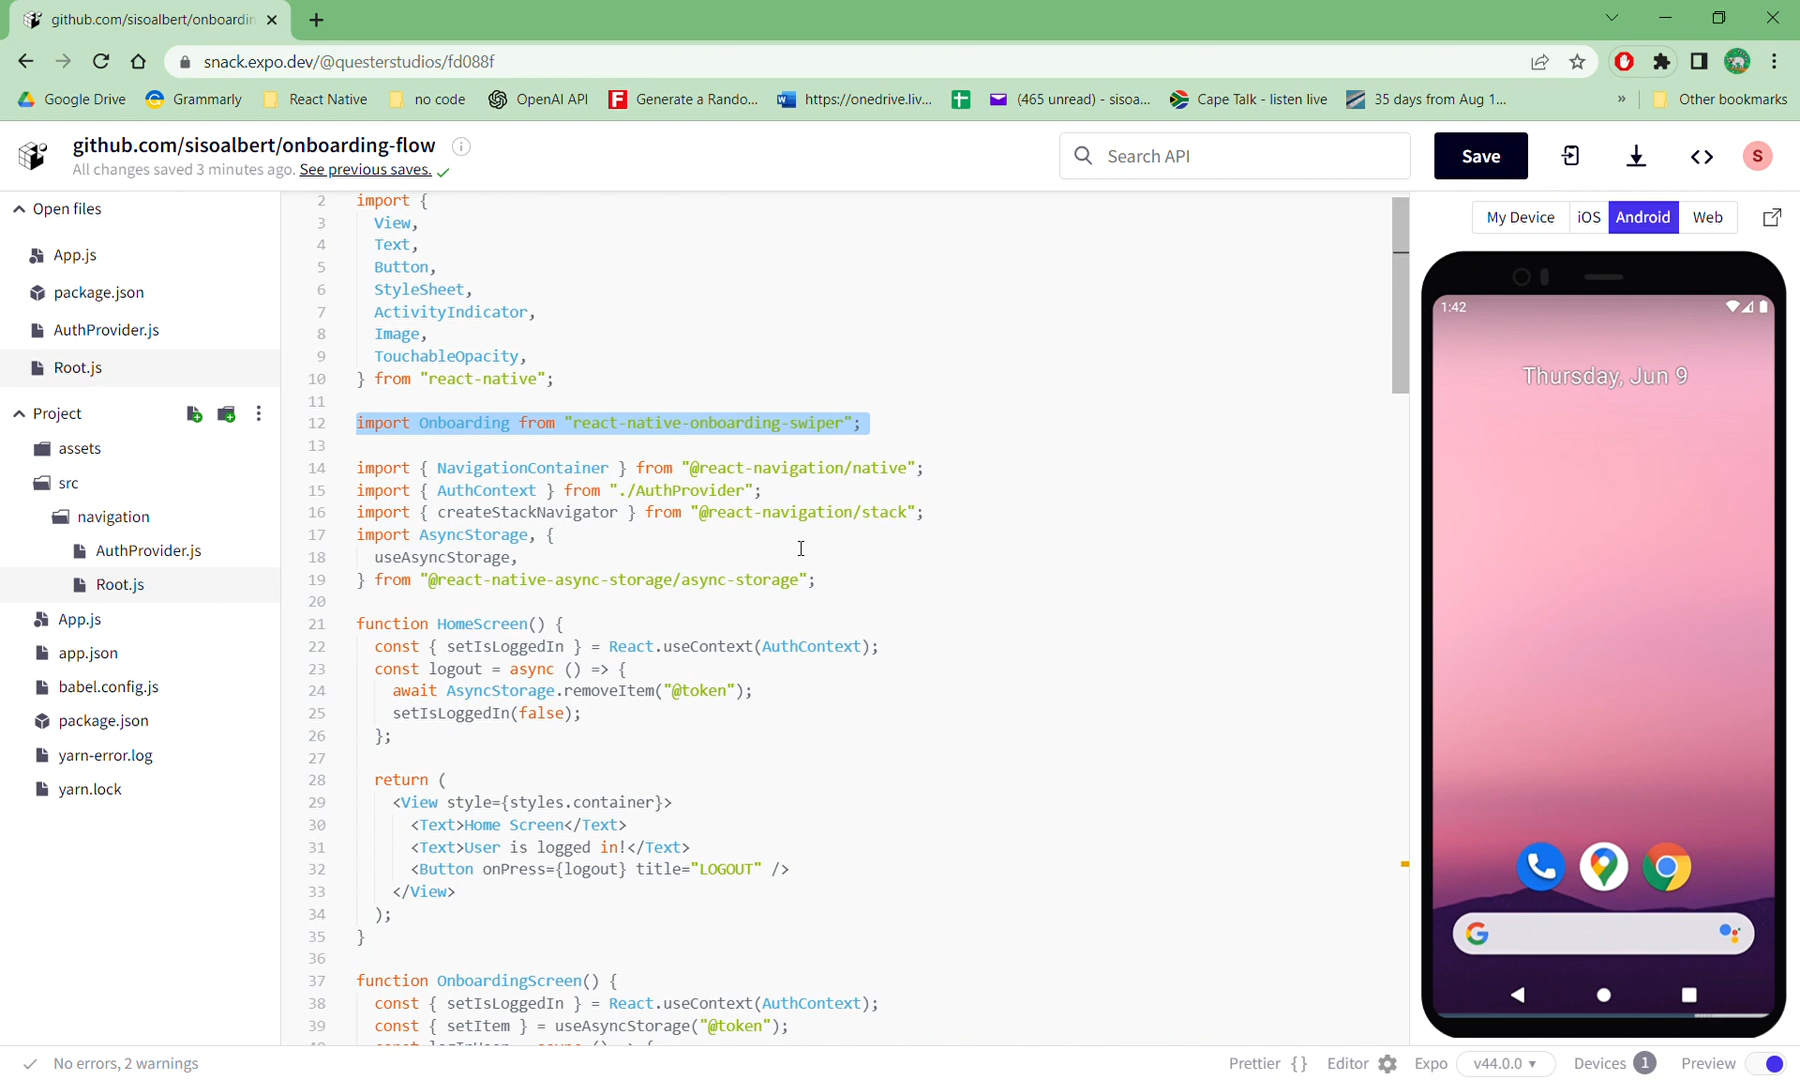 github.com/sisoalbert/onboardin
snack.expo.dev/@questerstudios/fd088f
Google Drive Grammarly React Native no code OpenAI API Generate a Rando... https://onedrive.liv... (465 unread) - sisoa... Cape Talk - listen live 35 days from Aug 1... » Other bookmarks
github.com/sisoalbert/onboarding-flow
All changes saved 3 minutes ago. See previous saves.
Search API
Save
S
Open files
App.js
package.json
AuthProvider.js
Root.js
Project
assets
src
navigation
AuthProvider.js
Root.js
App.js
app.json
babel.config.js
package.json
yarn-error.log
yarn.lock
2 import {
3 View,
4 Text,
5 Button,
6 StyleSheet,
7 ActivityIndicator,
8 Image,
9 TouchableOpacity,
10 } from "react-native";
11
12 import Onboarding from "react-native-onboarding-swiper";
13
14 import { NavigationContainer } from "@react-navigation/native";
15 import { AuthContext } from "./AuthProvider";
16 import { createStackNavigator } from "@react-navigation/stack";
17 import AsyncStorage, {
18 useAsyncStorage,
19 } from "@react-native-async-storage/async-storage";
20
21 function HomeScreen() {
22 const { setIsLoggedIn } = React.useContext(AuthContext);
23 const logout = async () => {
24 await AsyncStorage.removeItem("@token");
25 setIsLoggedIn(false);
26 };
27
28 return (
29 <View style={styles.container}>
30 <Text>Home Screen</Text>
31 <Text>User is logged in!</Text>
32 <Button onPress={logout} title="LOGOUT" />
33 </View>
34 );
35 }
36
37 function OnboardingScreen() {
38 const { setIsLoggedIn } = React.useContext(AuthContext);
39 const { setItem } = useAsyncStorage("@token");
My Device iOS Android Web
1:42
Thursday, Jun 9
No errors, 2 warnings
Prettier {} Editor Expo v44.0.0 Devices 1 Preview